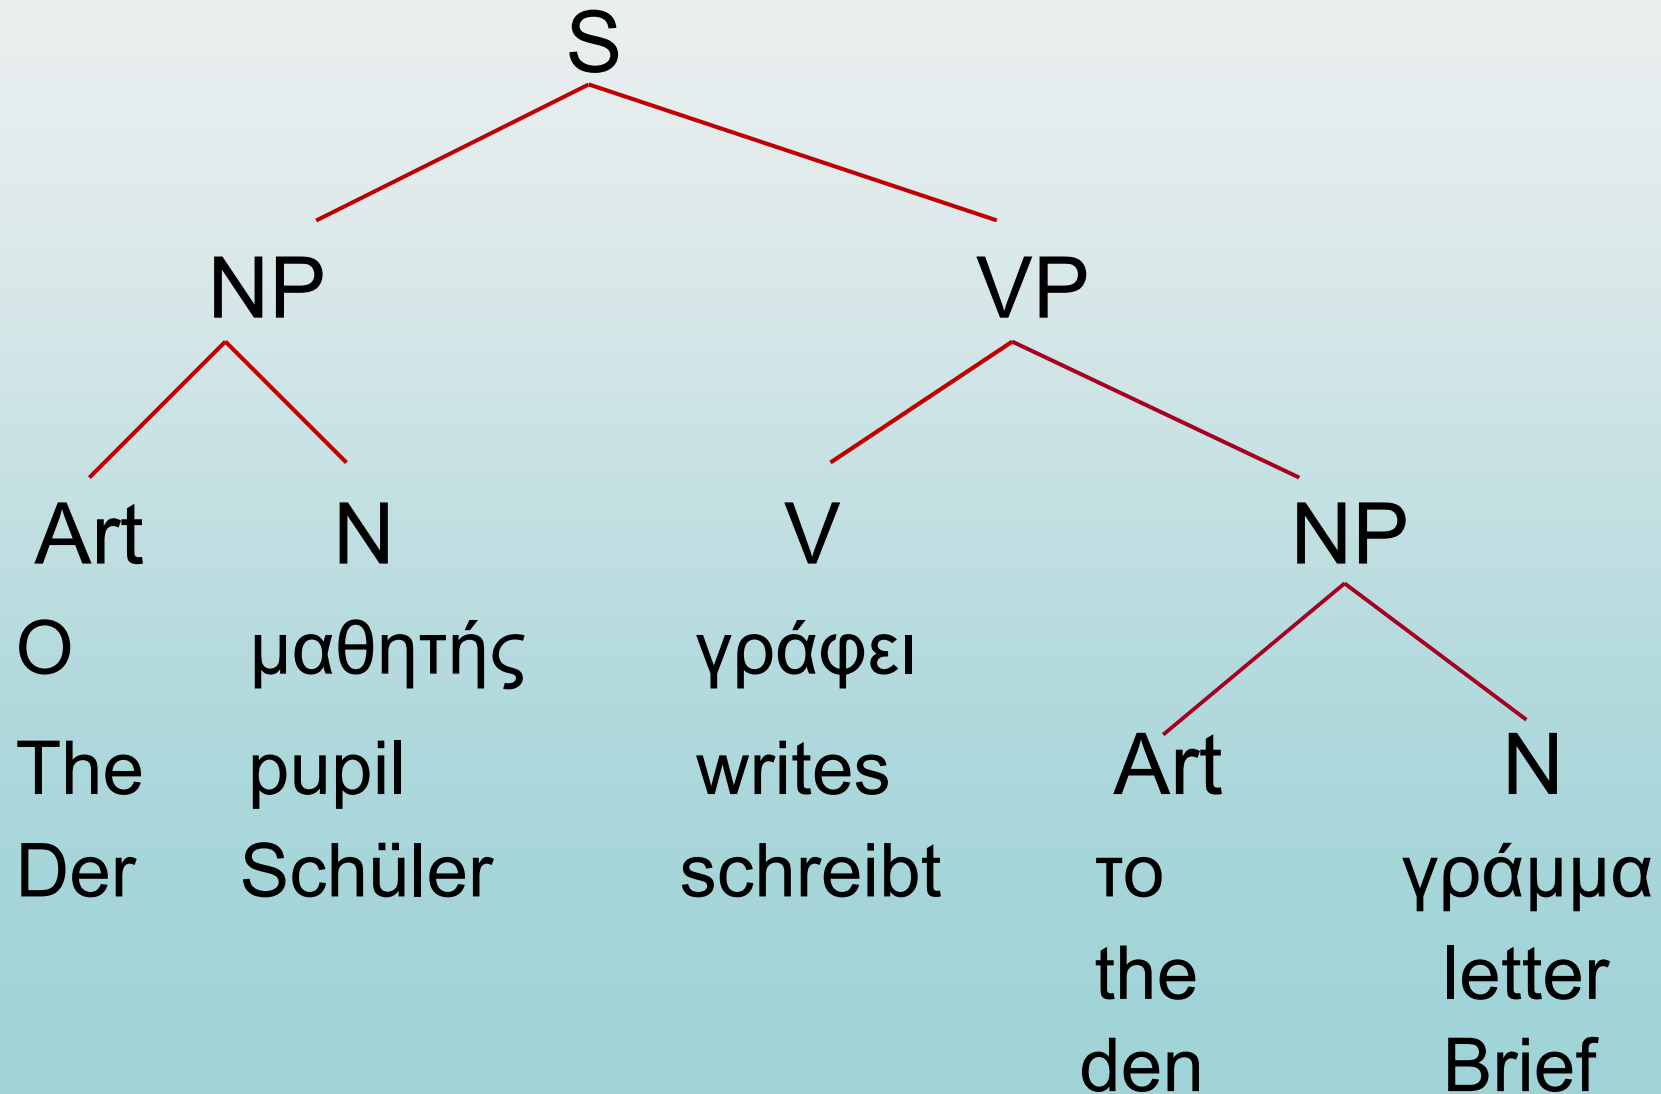 S
NP VP
Art N V NP
Ο μαθητής γράφει
The pupil writes Art N
Der Schüler schreibt το γράμμα
the letter
den Brief